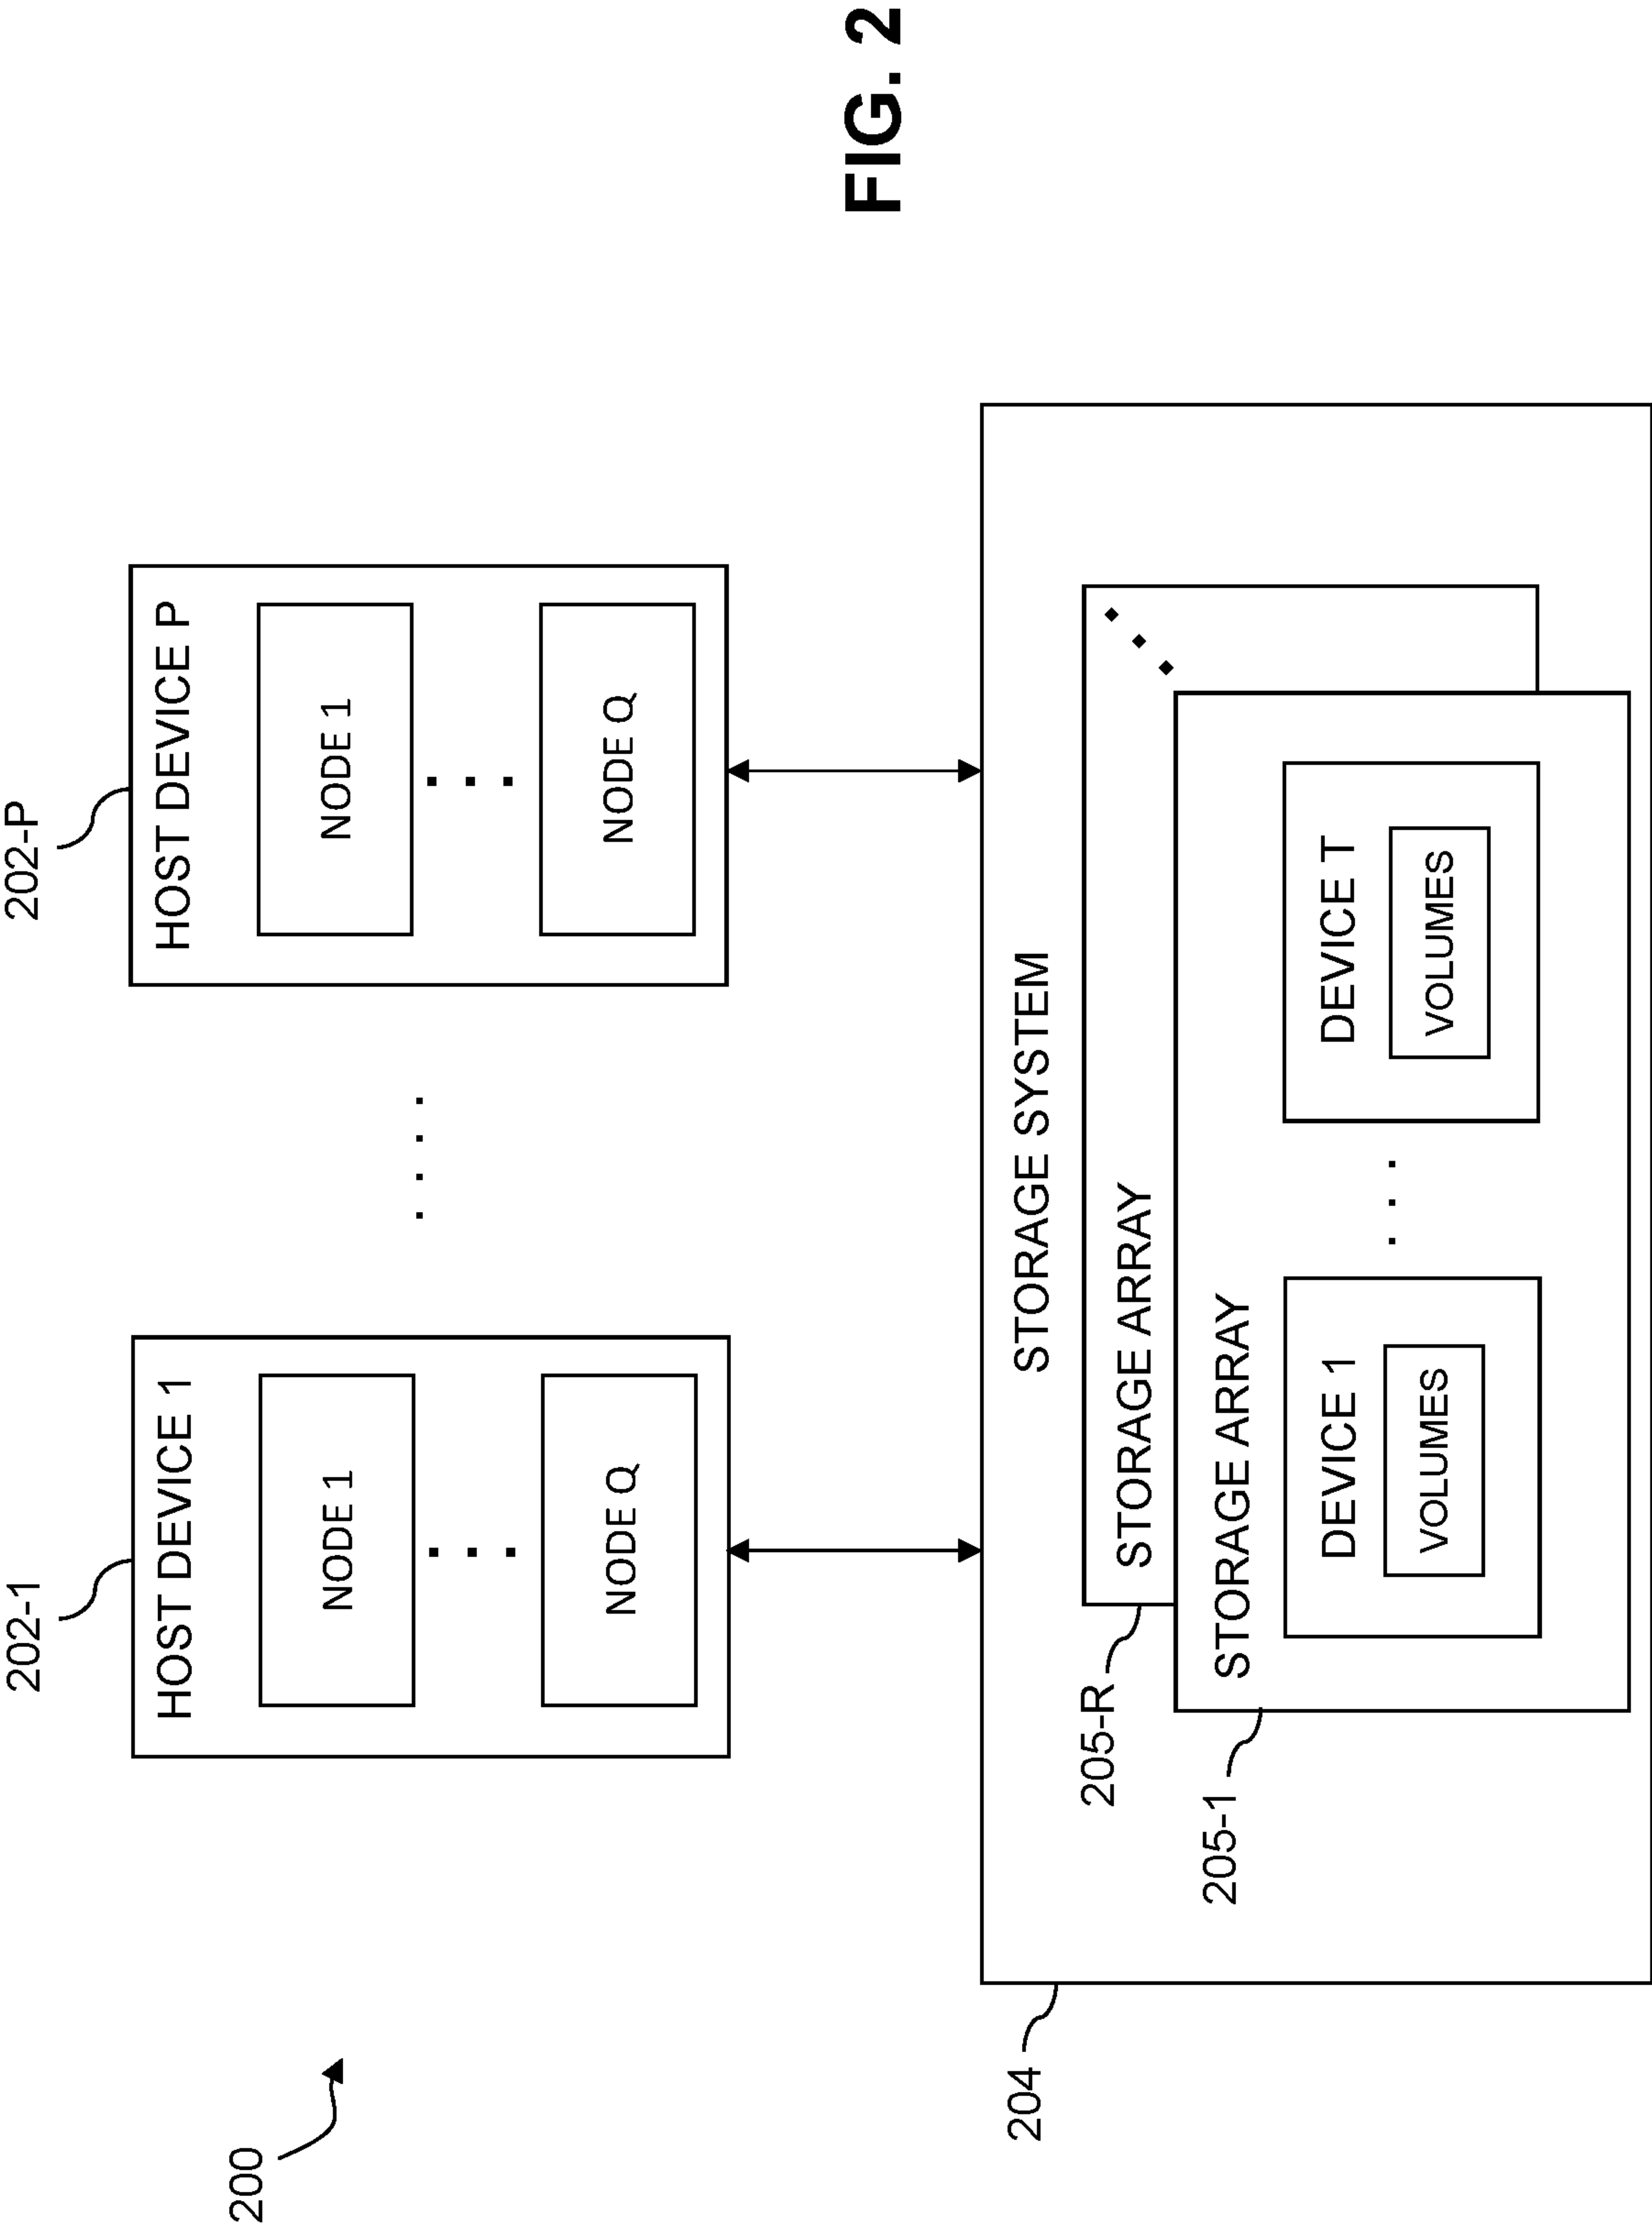 200
202-1
HOST DEVICE 1
NODE 1
. . .
NODE Q
. . . .
202-P
HOST DEVICE P
NODE 1
. . .
NODE Q
204
STORAGE SYSTEM
205-R
STORAGE ARRAY
. . .
205-1
STORAGE ARRAY
DEVICE 1
VOLUMES
. . .
DEVICE T
VOLUMES
FIG. 2